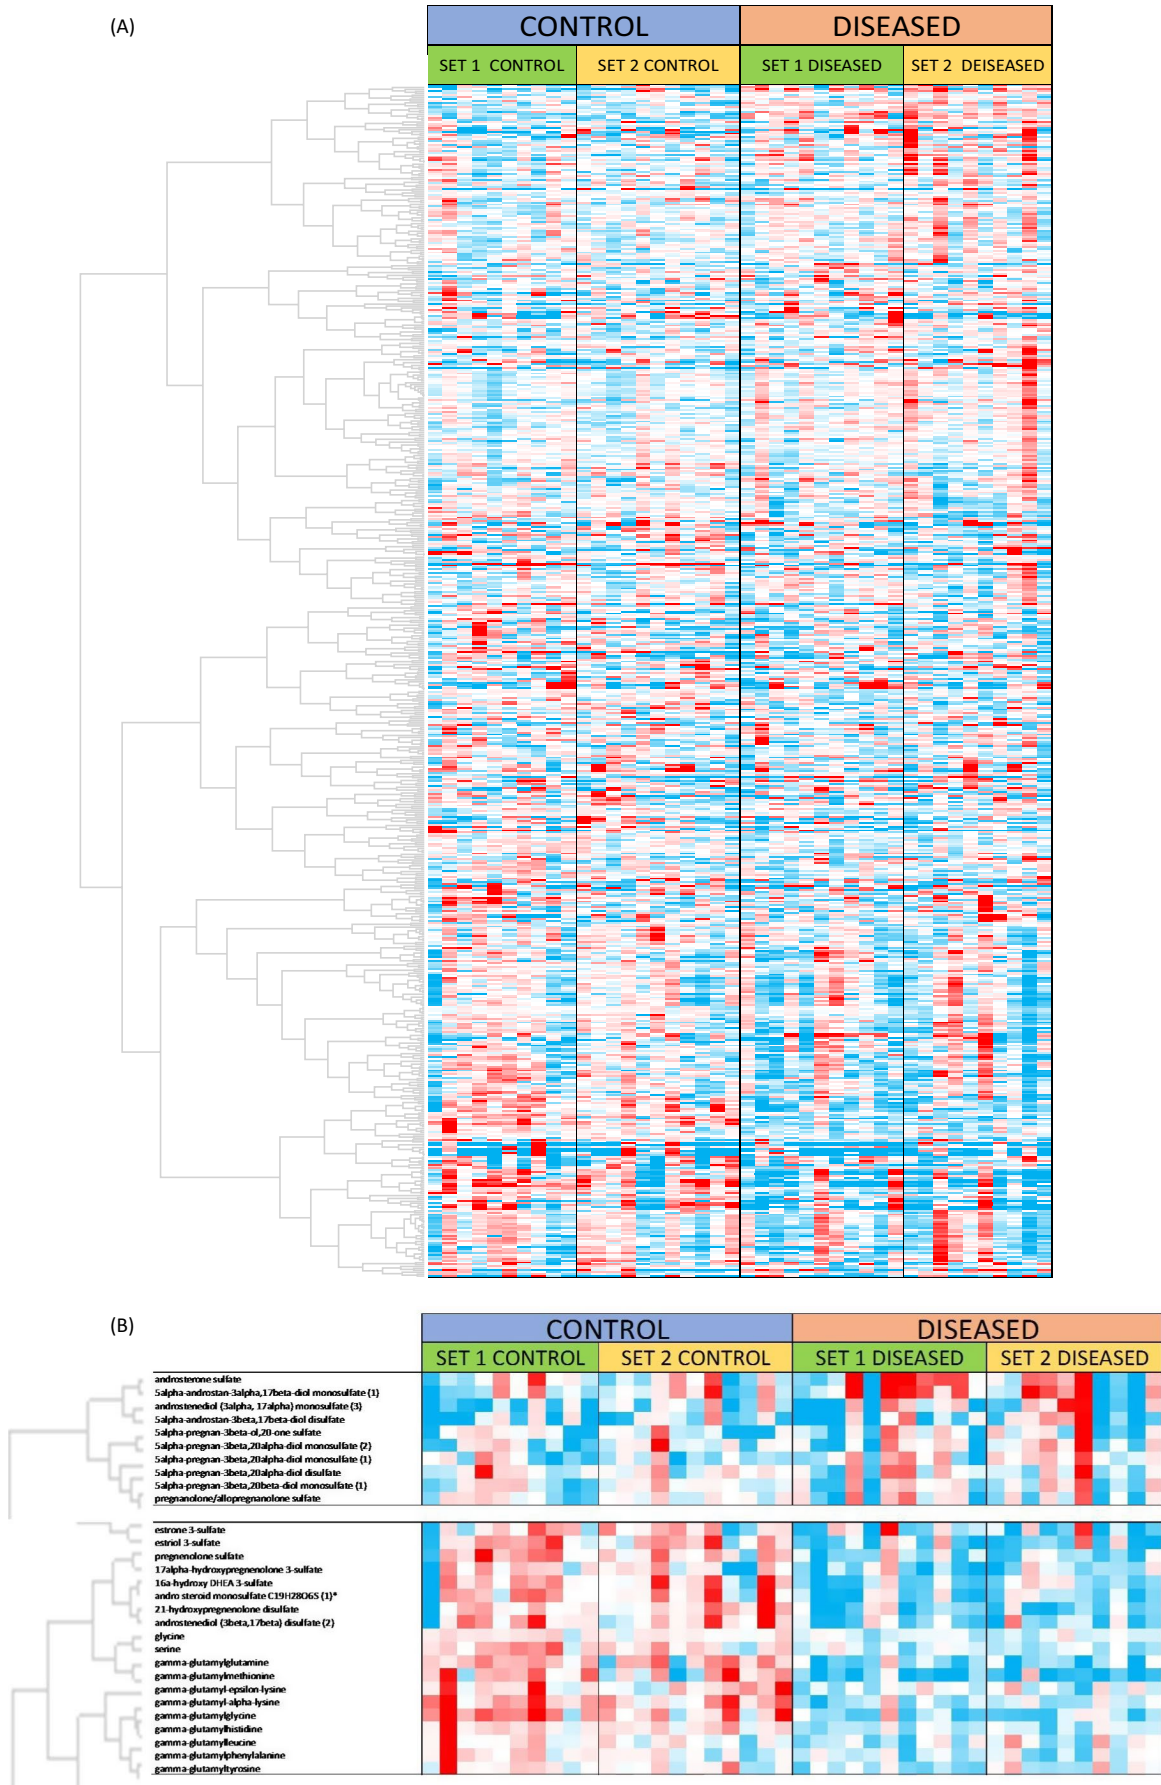 (A)
CONTROL
DISEASED
SET 1 CONTROL
SET 2 CONTROL
SET 1 DISEASED
SET 2 DEISEASED
(B)
CONTROL
DISEASED
SET 1 CONTROL
SET 2 CONTROL
SET 1 DISEASED
SET 2 DISEASED
androsterone sulfate
5alpha-androstan-3alpha,17beta-diol monosulfate (1)
androstenediol (3alpha, 17alpha) monosulfate (3)
5alpha-androstan-3beta,17beta-diol disulfate
5alpha-pregnan-3beta-ol,20-one sulfate
5alpha-pregnan-3beta,20alpha-diol monosulfate (2)
5alpha-pregnan-3beta,20alpha-diol monosulfate (1)
5alpha-pregnan-3beta,20alpha-diol disulfate
5alpha-pregnan-3beta,20beta-diol monosulfate (1)
pregnanolone/allopregnanolone sulfate
estrone 3-sulfate
estriol 3-sulfate
pregnenolone sulfate
17alpha-hydroxypregnenolone 3-sulfate
16a-hydroxy DHEA 3-sulfate
andro steroid monosulfate C19H28O6S (1)*
21-hydroxypregnenolone disulfate
androstenediol (3beta,17beta) disulfate (2)
glycine
serine
gamma-glutamylglutamine
gamma-glutamylmethionine
gamma-glutamyl-epsilon-lysine
gamma-glutamyl-alpha-lysine
gamma-glutamylglycine
gamma-glutamylhistidine
gamma-glutamylleucine
gamma-glutamylphenylalanine
gamma-glutamyltyrosine